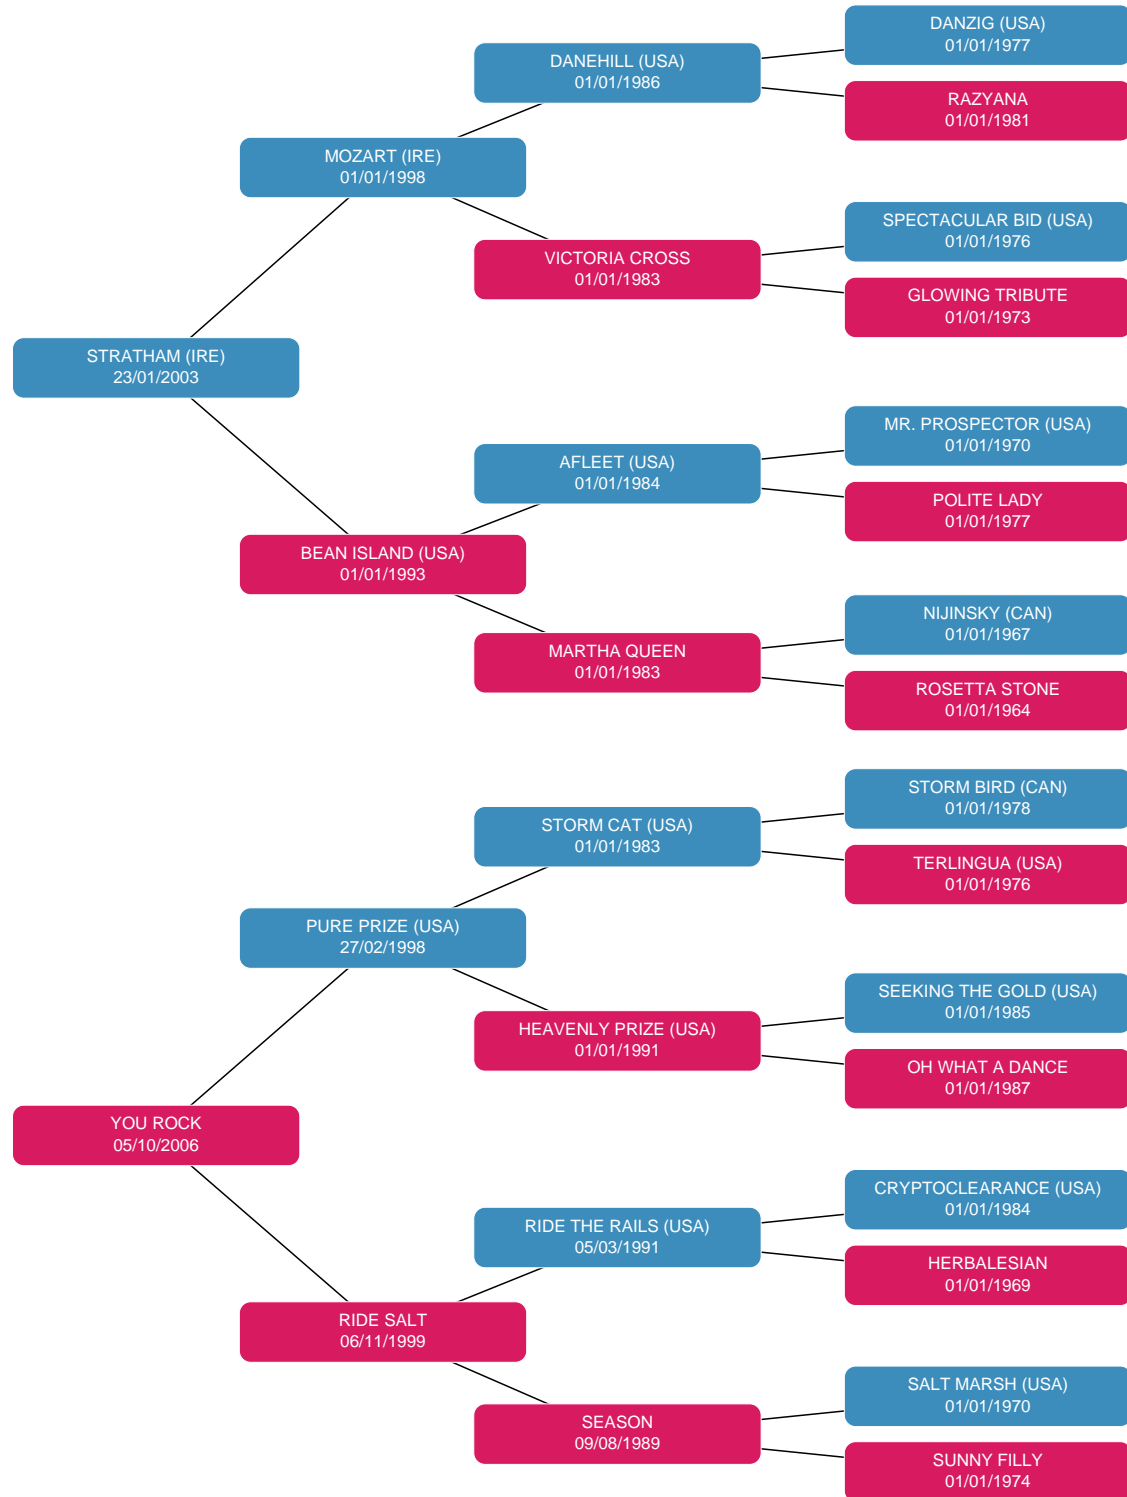 DANZIG (USA)
01/01/1977
DANEHILL (USA)
01/01/1986
RAZYANA
01/01/1981
MOZART (IRE)
01/01/1998
SPECTACULAR BID (USA)
01/01/1976
VICTORIA CROSS
01/01/1983
GLOWING TRIBUTE
01/01/1973
STRATHAM (IRE)
23/01/2003
MR. PROSPECTOR (USA)
01/01/1970
AFLEET (USA)
01/01/1984
POLITE LADY
01/01/1977
BEAN ISLAND (USA)
01/01/1993
NIJINSKY (CAN)
01/01/1967
MARTHA QUEEN
01/01/1983
ROSETTA STONE
01/01/1964
STORM BIRD (CAN)
01/01/1978
STORM CAT (USA)
01/01/1983
TERLINGUA (USA)
01/01/1976
PURE PRIZE (USA)
27/02/1998
SEEKING THE GOLD (USA)
01/01/1985
HEAVENLY PRIZE (USA)
01/01/1991
OH WHAT A DANCE
01/01/1987
YOU ROCK
05/10/2006
CRYPTOCLEARANCE (USA)
01/01/1984
RIDE THE RAILS (USA)
05/03/1991
HERBALESIAN
01/01/1969
RIDE SALT
06/11/1999
SALT MARSH (USA)
01/01/1970
SEASON
09/08/1989
SUNNY FILLY
01/01/1974